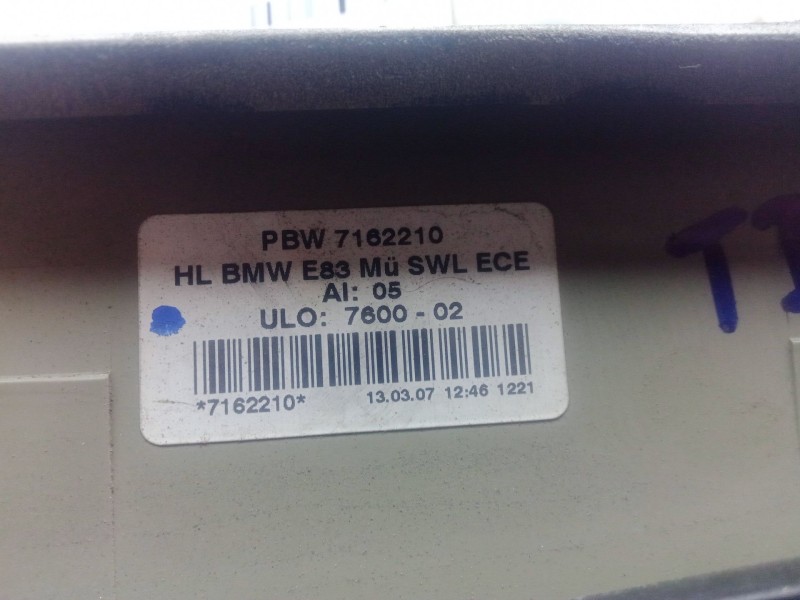 PBW 7162210
HL BMW E83 Mü SWL ECE
AI: 05
ULO: 7600 - 02
*7162210*
13.03.07 12:46 1221